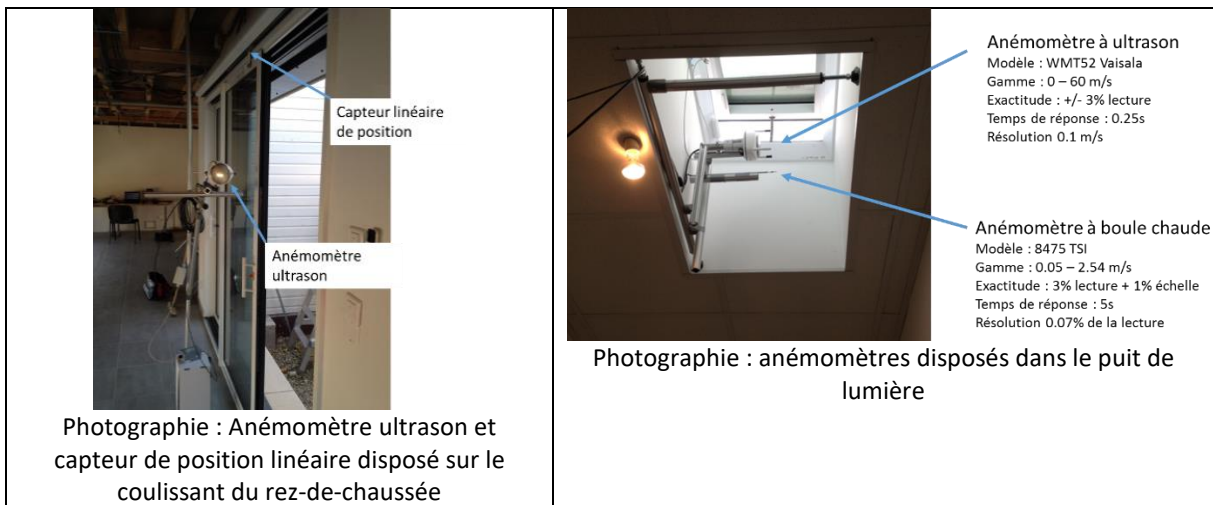 Capteur linéaire
de position
Anémomètre
ultrason
Photographie : Anémomètre ultrason et
capteur de position linéaire disposé sur le
coulissant du rez-de-chaussée
Anémomètre à ultrason
Modèle : WMT52 Vaisala
Gamme : 0 – 60 m/s
Exactitude : +/- 3% lecture
Temps de réponse : 0.25s
Résolution 0.1 m/s
Anémomètre à boule chaude
Modèle : 8475 TSI
Gamme : 0.05 – 2.54 m/s
Exactitude : 3% lecture + 1% échelle
Temps de réponse : 5s
Résolution 0.07% de la lecture
Photographie : anémomètres disposés dans le puit de
lumière